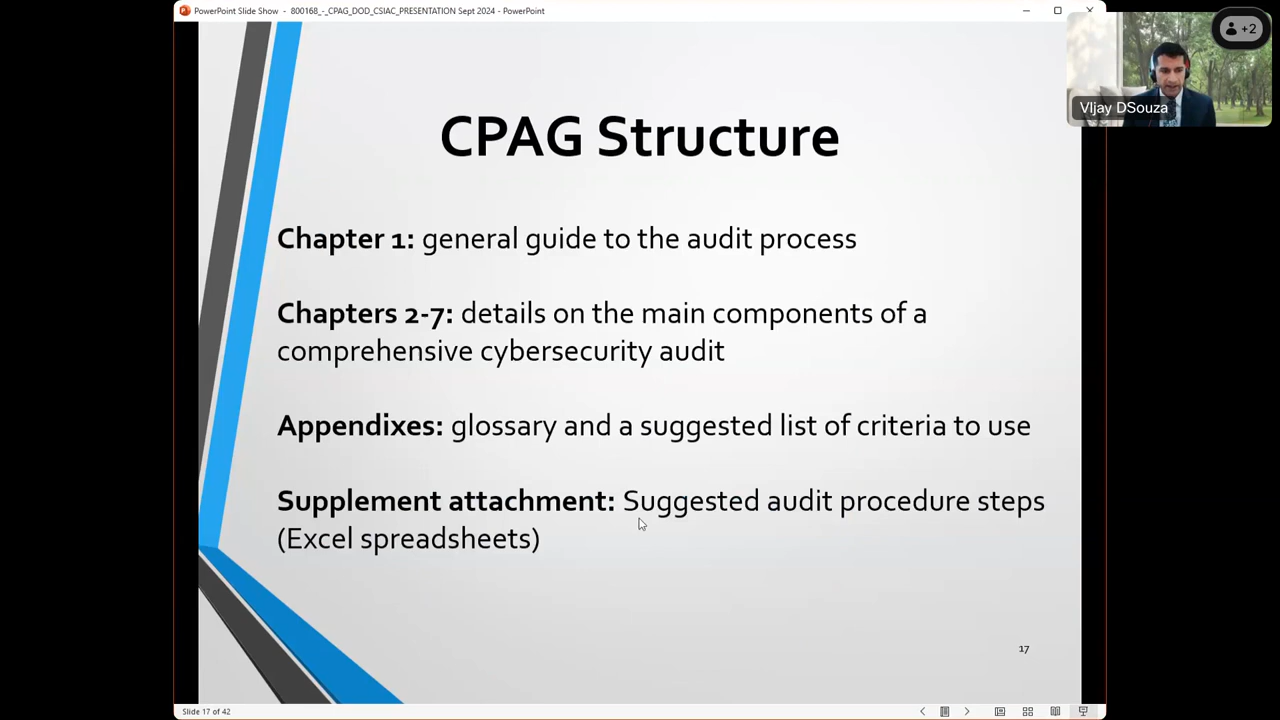 PowerPoint Slide Show - 800168_-_CPAG_DOD_CSIAC_PRESENTATION Sept 2024 - PowerPoint
+2
VIjay DSouza
CPAG Structure
Chapter 1: general guide to the audit process
Chapters 2-7: details on the main components of a
comprehensive cybersecurity audit
Appendixes: glossary and a suggested list of criteria to use
Supplement attachment: Suggested audit procedure steps
(Excel spreadsheets)
17
Slide 17 of 42